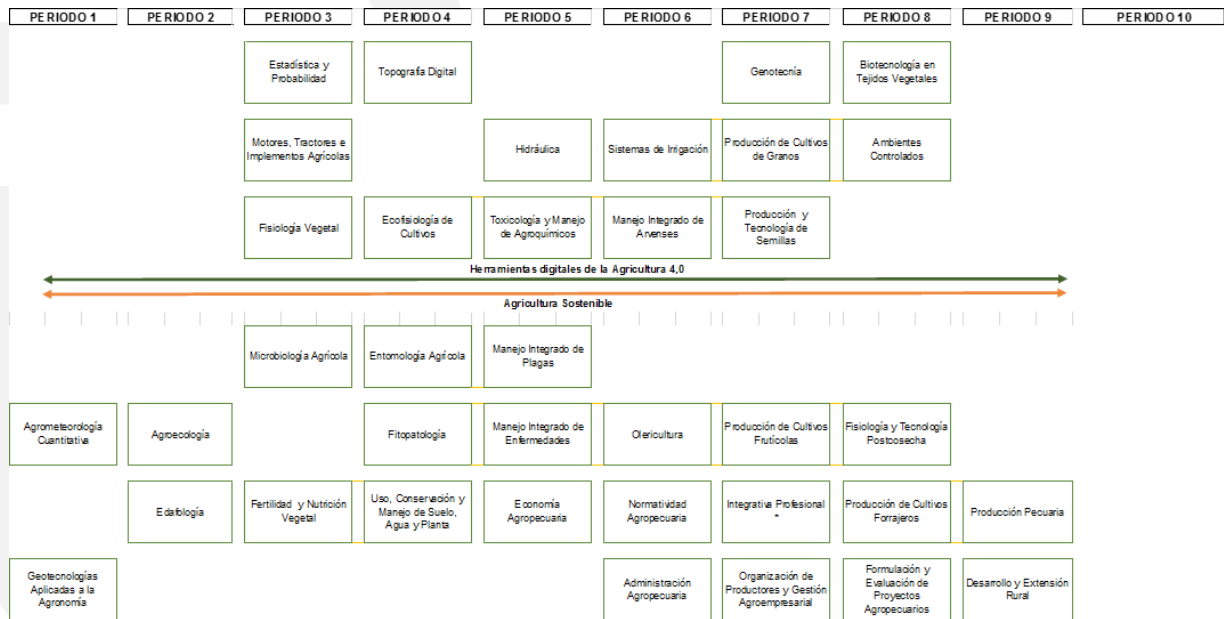 PERIODO 1 PERIODO 2 PERIODO 3 PERIODO 4 PERIODO 5 PERIODO 6 PERIODO 7 PERIODO 8 PERIODO 9 PERIODO 10
Estadística y
Probabilidad
Topografía Digital
Genotecnía
Biotecnología en
Tejidos Vegetales
Motores, Tractores e
Implementos Agrícolas
Hidráulica
Sistemas de Irrigación
Producción de Cultivos
de Granos
Ambientes
Controlados
Fisiología Vegetal
Ecofisiología de
Cultivos
Toxicología y Manejo
de Agroquímicos
Manejo Integrado de
Arvenses
Producción y
Tecnología de
Semillas
Herramientas digitales de la Agricultura 4,0
Agricultura Sostenible
Microbiología Agrícola
Entomología Agrícola
Manejo Integrado de
Plagas
Agrometeorología
Cuantitativa
Agroecología
Fitopatología
Manejo Integrado de
Enfermedades
Olericultura
Producción de Cultivos
Frutícolas
Fisiología y Tecnología
Postcosecha
Edafología
Fertilidad y Nutrición
Vegetal
Uso, Conservación y
Manejo de Suelo,
Agua y Planta
Economía
Agropecuaria
Normatividad
Agropecuaria
Integrativa Profesional
*
Producción de Cultivos
Forrajeros
Producción Pecuaria
Geotecnologías
Aplicadas a la
Agronomía
Administración
Agropecuaria
Organización de
Productores y Gestión
Agroempresarial
Formulación y
Evaluación de
Proyectos
Agropecuarios
Desarrollo y Extensión
Rural